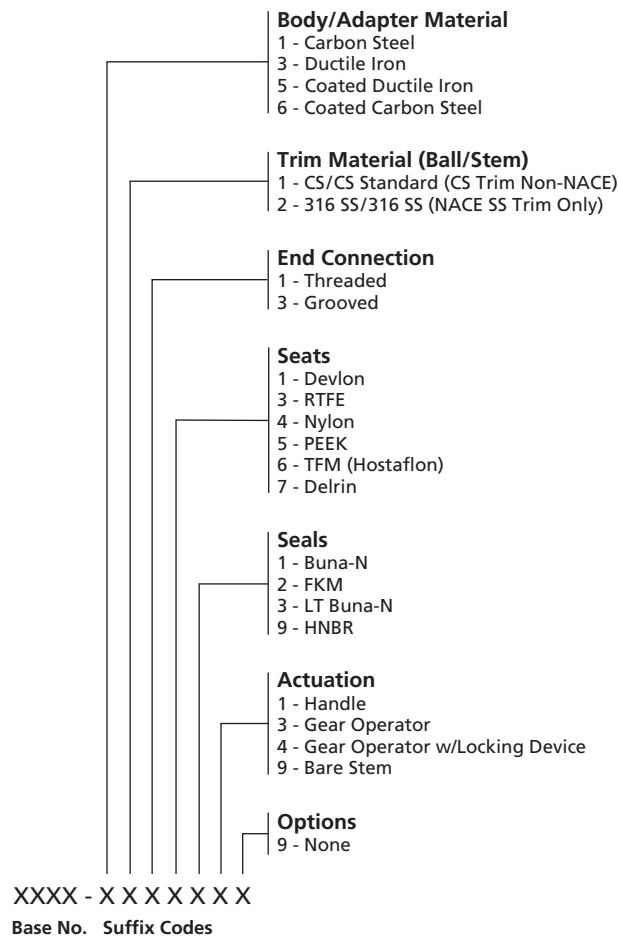 Body/Adapter Material
1 - Carbon Steel
3 - Ductile Iron
5 - Coated Ductile Iron
6 - Coated Carbon Steel
Trim Material (Ball/Stem)
1 - CS/CS Standard (CS Trim Non-NACE)
2 - 316 SS/316 SS (NACE SS Trim Only)
End Connection
1 - Threaded
3 - Grooved
Seats
1 - Devlon
3 - RTFE
4 - Nylon
5 - PEEK
6 - TFM (Hostaflon)
7 - Delrin
Seals
1 - Buna-N
2 - FKM
3 - LT Buna-N
9 - HNBR
Actuation
1 - Handle
3 - Gear Operator
4 - Gear Operator w/Locking Device
9 - Bare Stem
Options
9 - None
XXXX - X X X X X X X
Base No. Suffix Codes